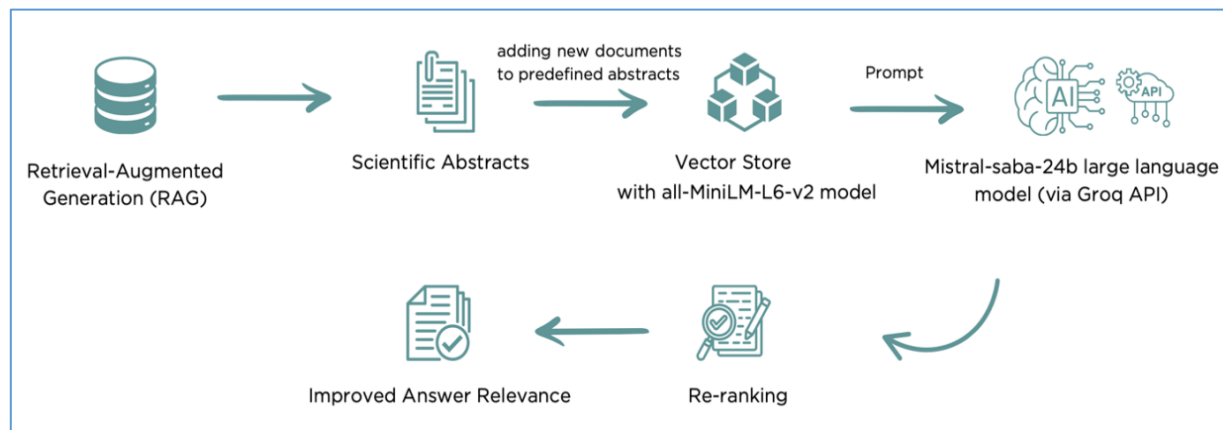 Retrieval-Augmented
Generation (RAG)
Scientific Abstracts
adding new documents
to predefined abstracts
Vector Store
with all-MiniLM-L6-v2 model
Prompt
AI
API
Mistral-saba-24b large language
model (via Groq API)
Re-ranking
Improved Answer Relevance